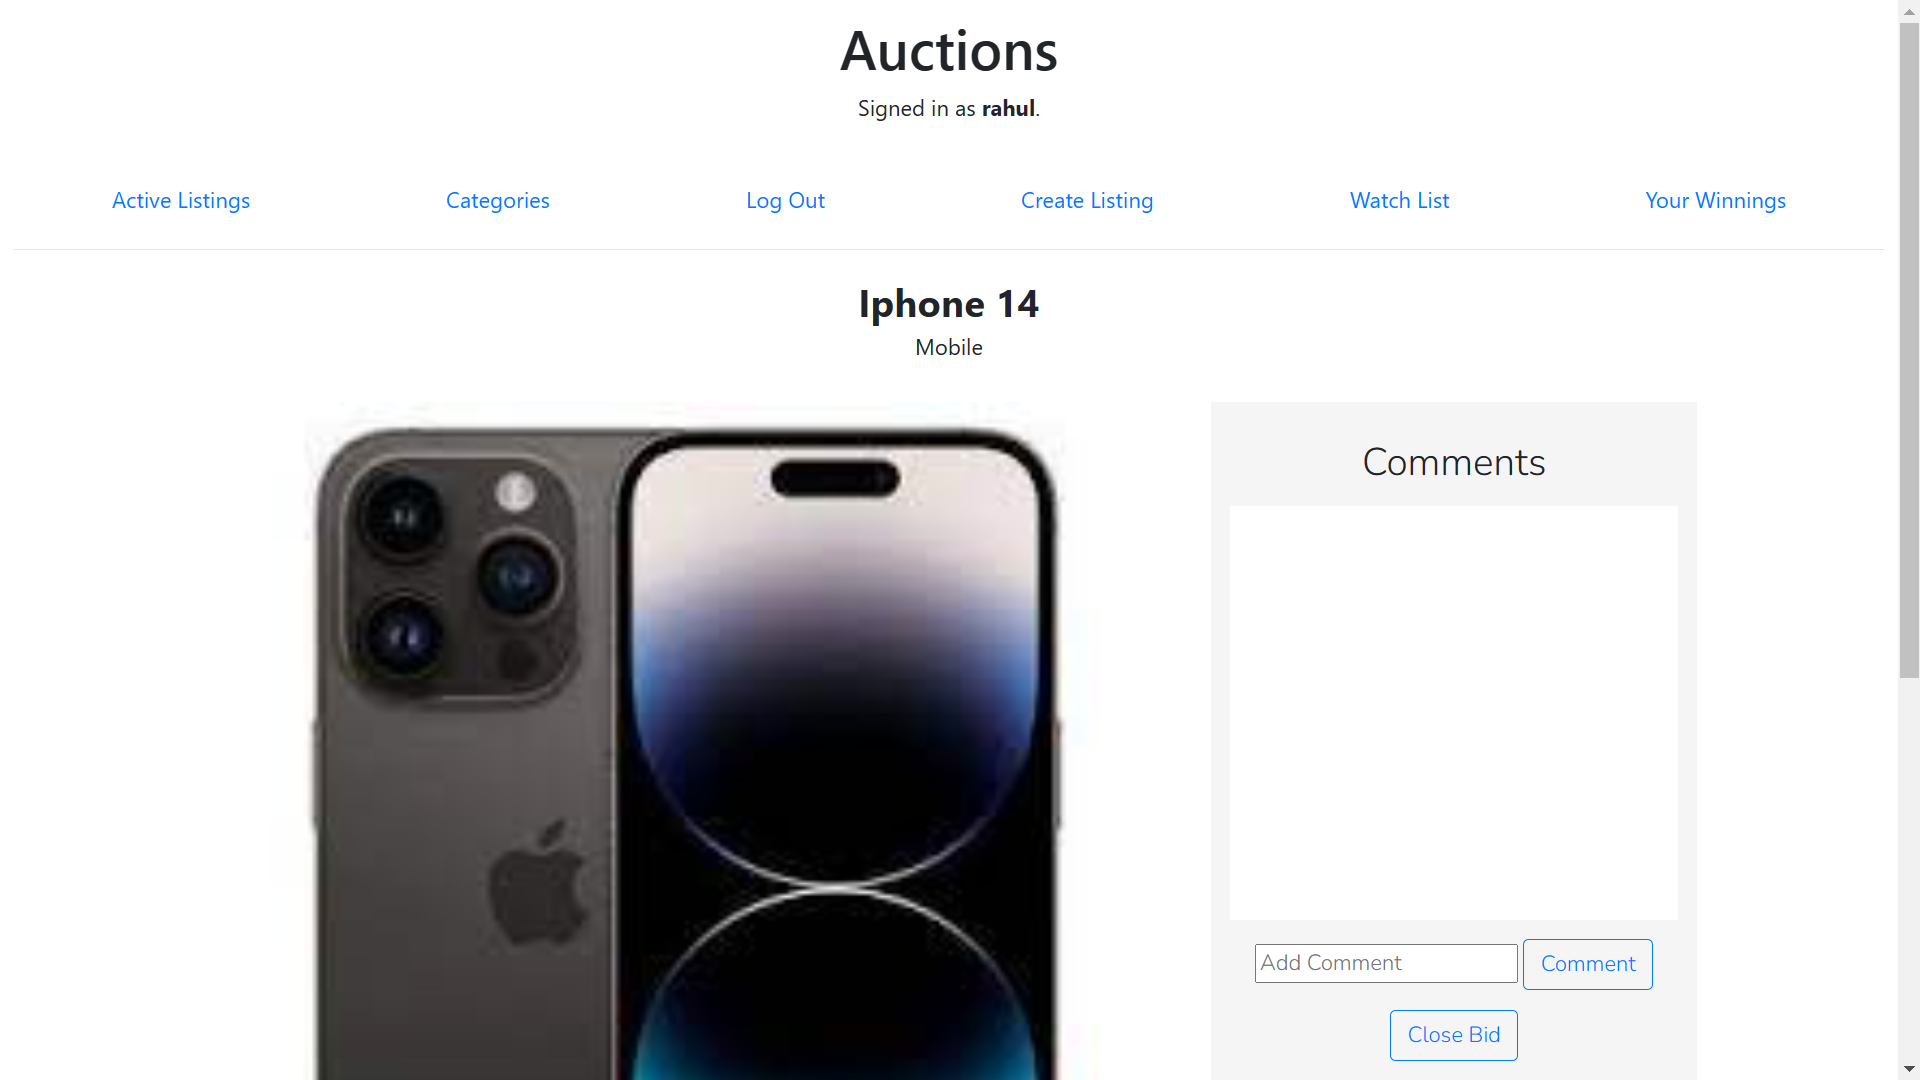 Auctions
Signed in as rahul.
Active Listings Categories Log Out Create Listing Watch List Your Winnings
Iphone 14
Mobile
Comments
Add Comment Comment
Close Bid